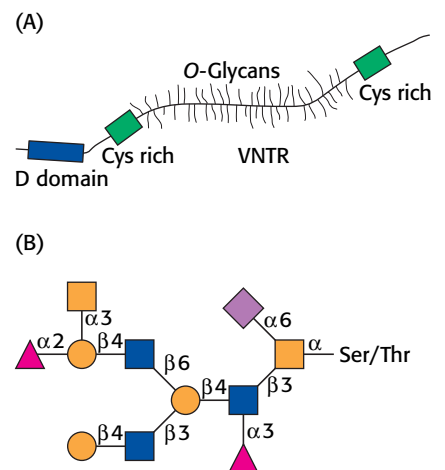 (A)
O-Glycans
Cys rich
Cys rich
VNTR
D domain
(B)
α3
α6
α2
β4
α
Ser/Thr
β6
β4
β3
β4
β3
α3